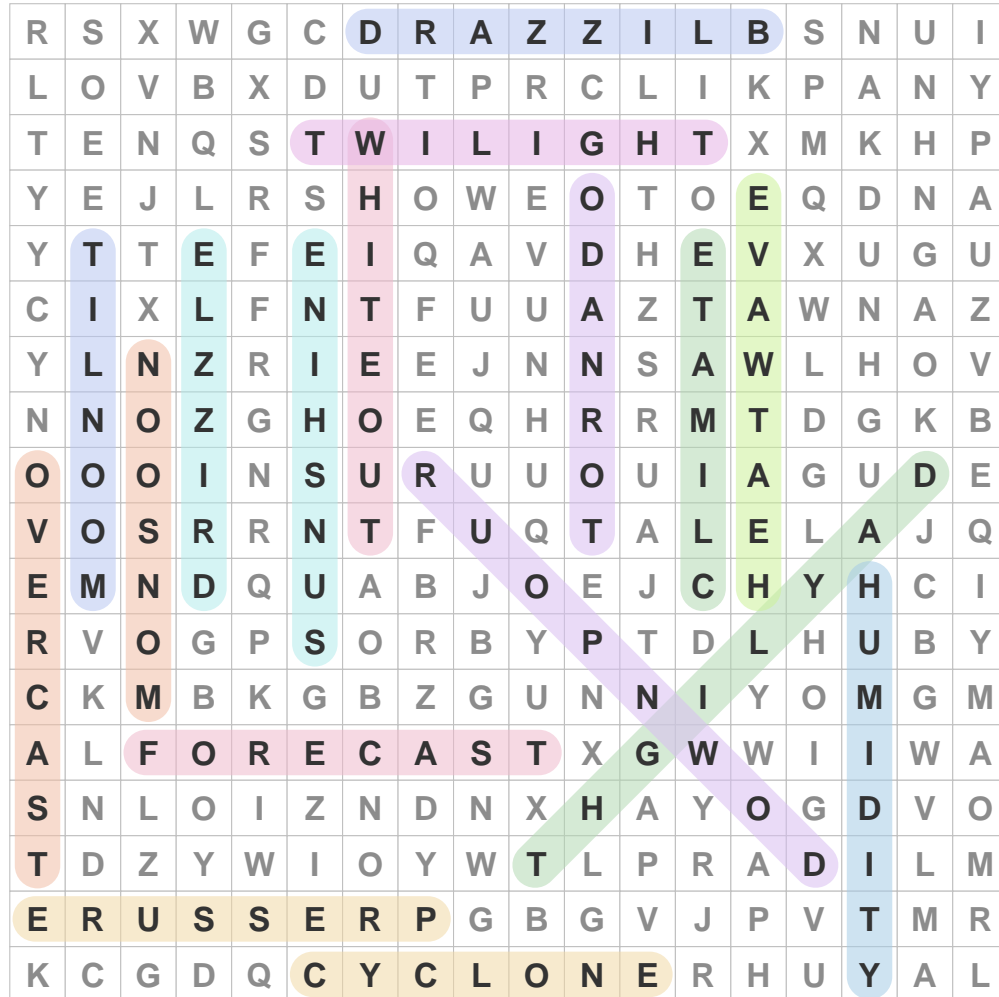 R S X W G C D R A Z Z I L B S N U I
L O V B X D U T P R C L I K P A N Y
T E N Q S T W I L I G H T X M K H P
Y E J L R S H O W E O T O E Q D N A
Y T T E F E I Q A V D H E V X U G U
C I X L F N T F U U A Z T A W N A Z
Y L N Z R I E E J N N S A W L H O V
N N O Z G H O E Q H R R M T D G K B
O O O I N S U R U U O U I A G U D E
V O S R R N T F U Q T A L E L A J Q
E M N D Q U A B J O E J C H Y H C I
R V O G P S O R B Y P T D L H U B Y
C K M B K G B Z G U N N I Y O M G M
A L F O R E C A S T X G W W I I W A
S N L O I Z N D N X H A Y O G D V O
T D Z Y W I O Y W T L P R A D I L M
E R U S S E R P G B G V J P V T M R
K C G D Q C Y C L O N E R H U Y A L